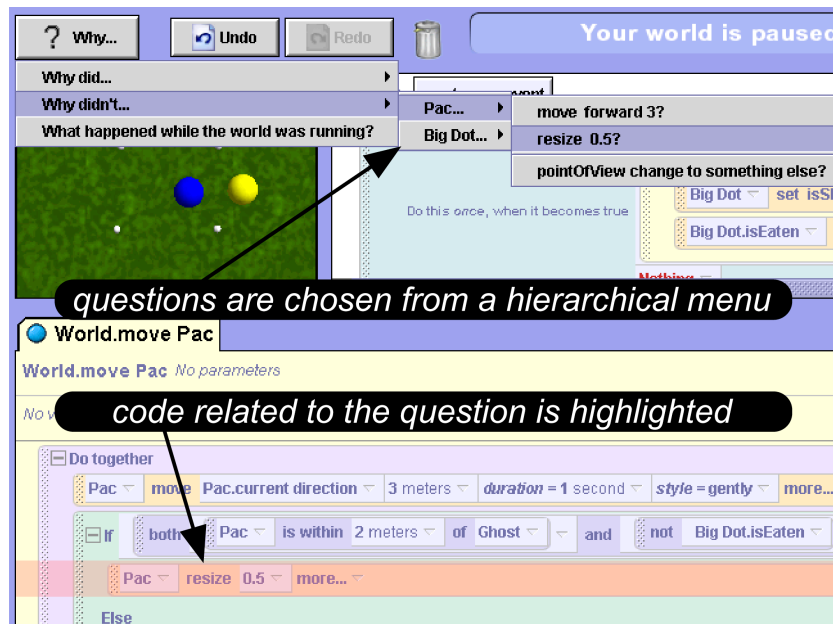 ? Why... Undo Redo Your world is paused
Why did...
Why didn't... Pac... move forward 3?
What happened while the world was running? Big Dot... resize 0.5?
pointOfView change to something else?
Big Dot
Do this once, when it becomes true
Big Dot.isEaten
Nothing
questions are chosen from a hierarchical menu
World.move Pac
World.move Pac No parameters
code related to the question is highlighted
Do together
Pac move Pac.current direction 3 meters duration = 1 second style = gently more...
If both Pac is within 2 meters of Ghost and not Big Dot.isEaten
Pac resize 0.5 more...
Else